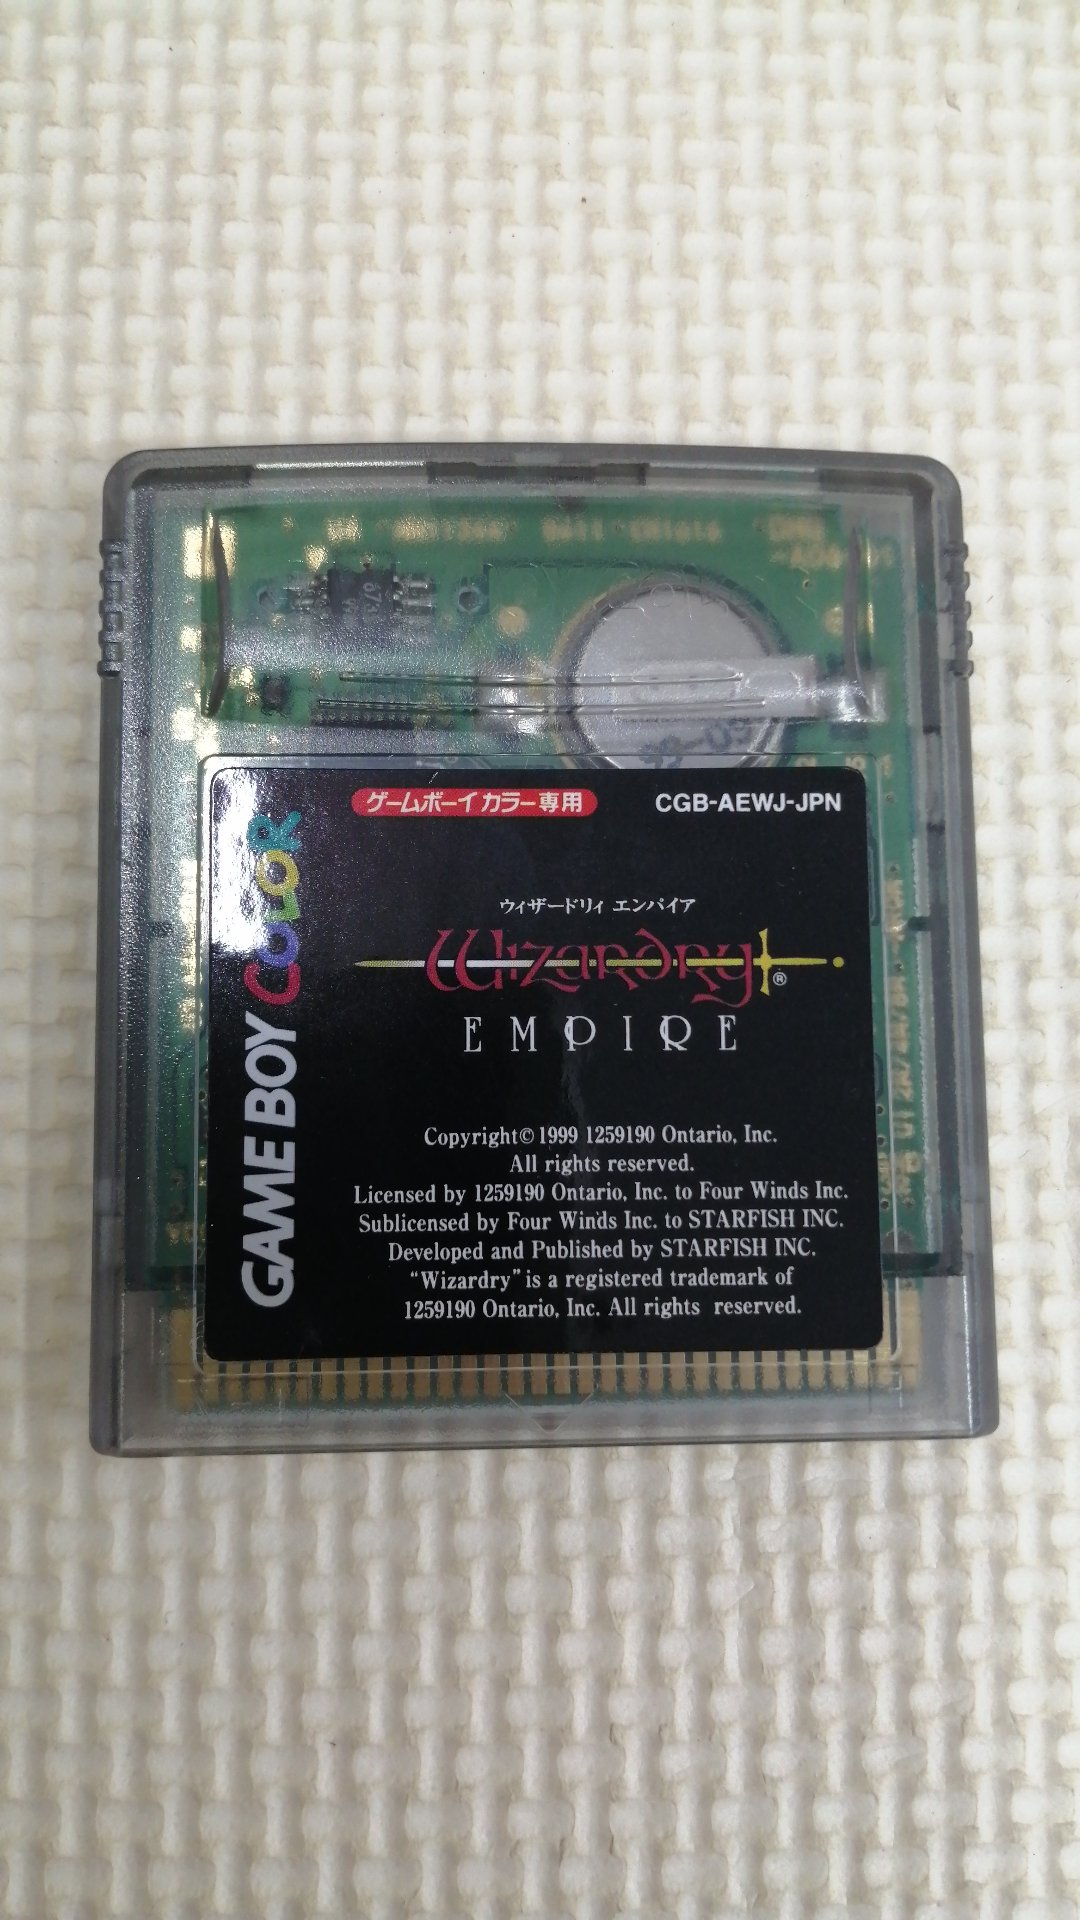 ゲームボーイカラー専用
CGB-AEWJ-JPN
GAME BOY COLOR
ウィザードリィ エンパイア
Wizardry®
EMPIRE
Copyright© 1999 1259190 Ontario, Inc.
All rights reserved.
Licensed by 1259190 Ontario, Inc. to Four Winds Inc.
Sublicensed by Four Winds Inc. to STARFISH INC.
Developed and Published by STARFISH INC.
“Wizardry” is a registered trademark of
1259190 Ontario, Inc. All rights reserved.